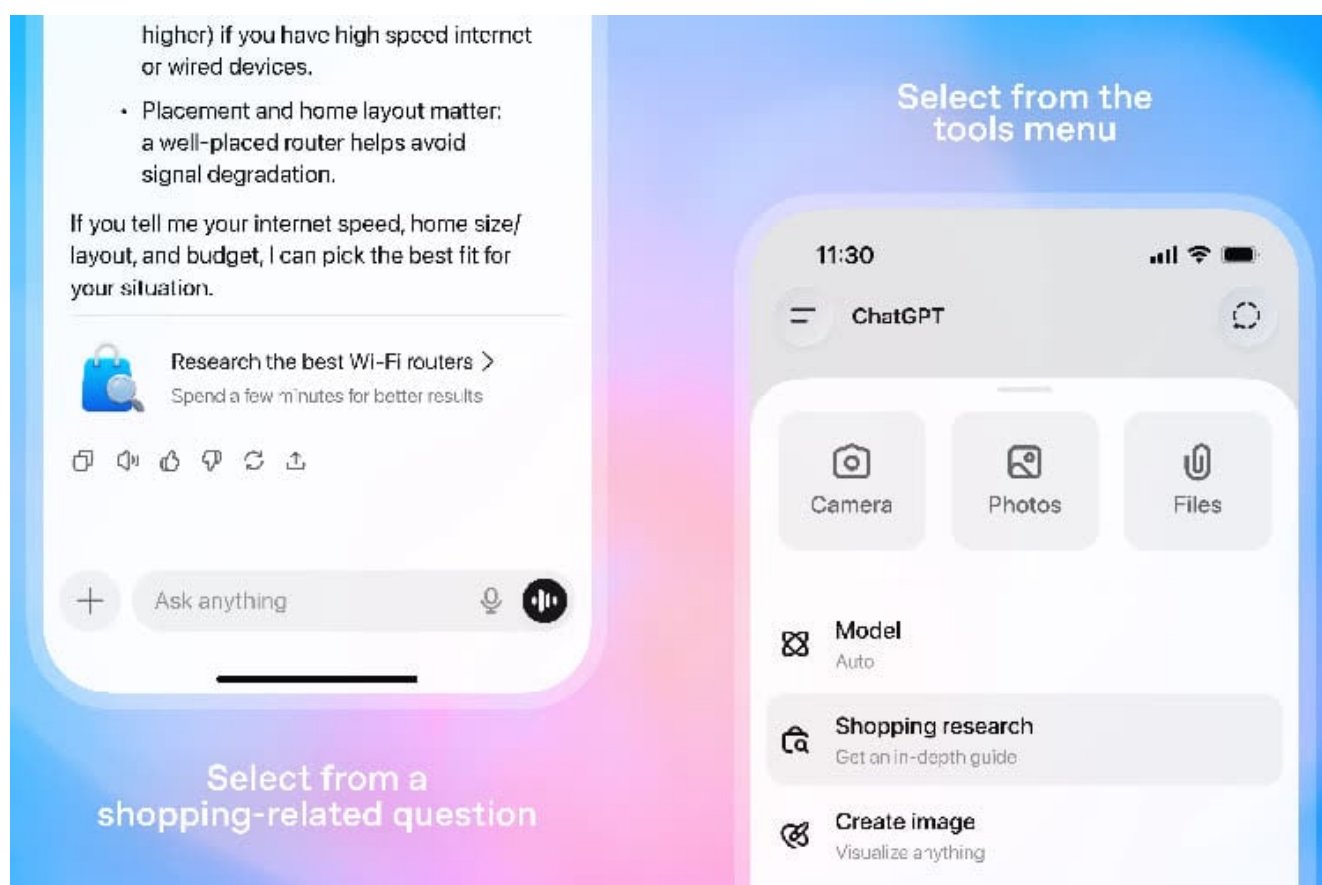 higher) if you have high speed internet
or wired devices.
• Placement and home layout matter:
a well-placed router helps avoid
signal degradation.
If you tell me your internet speed, home size/
layout, and budget, I can pick the best fit for
your situation.
Research the best Wi-Fi routers >
Spend a few minutes for better results
Ask anything
Select from a
shopping-related question
Select from the
tools menu
11:30
ChatGPT
Camera
Photos
Files
Model
Auto
Shopping research
Get an in-depth guide
Create image
Visualize anything